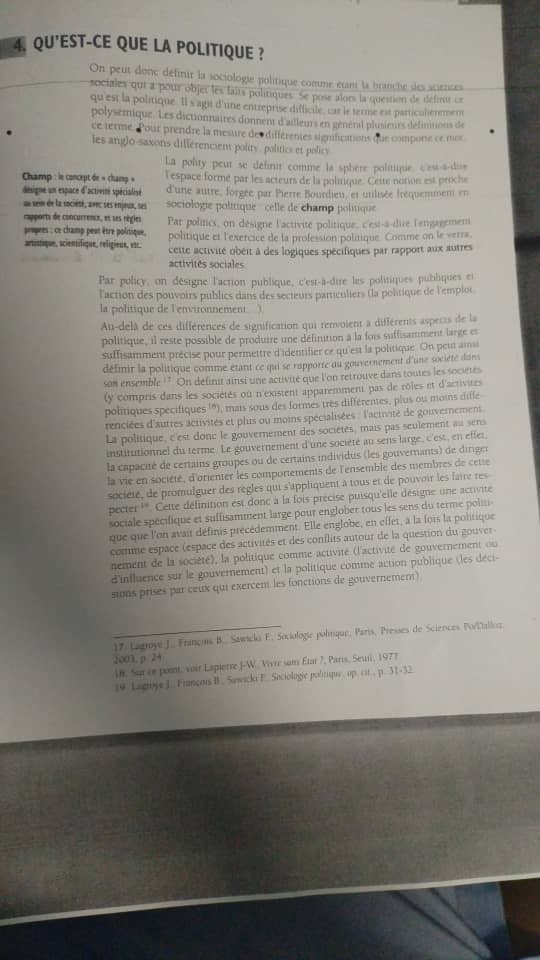 4. QU'EST-CE QUE LA POLITIQUE ?
On peut donc définir la sociologie politique comme étant la branche des sciences
sociales qui a pour objet les faits politiques. Se pose alors la question de définir ce
qu'est la politique. Il s'agit d'une entreprise difficile, car le terme est particulièrement
polysémique. Les dictionnaires donnent d'ailleurs en général plusieurs définitions de
ce terme. Pour prendre la mesure des différentes significations que comporte ce mot,
les anglo-saxons différencient polity, politics et policy.
Champ : le concept de « champ »
désigne un espace d'activité spécialisé
au sein de la société, avec ses enjeux, ses
rapports de concurrence, et ses règles
propres ; ce champ peut être politique,
artistique, scientifique, religieux, etc.
La polity peut se définir comme la sphère politique, c'est-à-dire
l'espace formé par les acteurs de la politique. Cette notion est proche
d'une autre, forgée par Pierre Bourdieu, et utilisée fréquemment en
sociologie politique : celle de champ politique.
Par politics, on désigne l'activité politique, c'est-à-dire l'engagement
politique et l'exercice de la profession politique. Comme on le verra,
cette activité obéit à des logiques spécifiques par rapport aux autres
activités sociales.
Par policy, on désigne l'action publique, c'est-à-dire les politiques publiques et
l'action des pouvoirs publics dans des secteurs particuliers (la politique de l'emploi,
la politique de l'environnement…).
Au-delà de ces différences de signification qui renvoient à différents aspects de la
politique, il reste possible de produire une définition à la fois suffisamment large et
suffisamment précise pour permettre d'identifier ce qu'est la politique. On peut ainsi
définir la politique comme étant ce qui se rapporte au gouvernement d'une société dans
son ensemble 17. On définit ainsi une activité que l'on retrouve dans toutes les sociétés
(y compris dans les sociétés où n'existent apparemment pas de rôles et d'activités
politiques spécifiques 18), mais sous des formes très différentes, plus ou moins diffé-
renciées d'autres activités et plus ou moins spécialisées : l'activité de gouvernement.
La politique, c'est donc le gouvernement des sociétés, mais pas seulement au sens
institutionnel du terme. Le gouvernement d'une société au sens large, c'est, en effet,
la capacité de certains groupes ou de certains individus (les gouvernants) de diriger
la vie en société, d'orienter les comportements de l'ensemble des membres de cette
société, de promulguer des règles qui s'appliquent à tous et de pouvoir les faire res-
pecter 19. Cette définition est donc à la fois précise puisqu'elle désigne une activité
sociale spécifique et suffisamment large pour englober tous les sens du terme politi-
que que l'on avait définis précédemment. Elle englobe, en effet, à la fois la politique
comme espace (espace des activités et des conflits autour de la question du gouver-
nement de la société), la politique comme activité (l'activité de gouvernement ou
d'influence sur le gouvernement) et la politique comme action publique (les déci-
sions prises par ceux qui exercent les fonctions de gouvernement).
17. Lagroye J., François B., Sawicki F., Sociologie politique, Paris, Presses de Sciences Po/Dalloz,
2003, p. 24.
18. Sur ce point, voir Lapierre J-W., Vivre sans État ?, Paris, Seuil, 1977.
19. Lagroye J., François B., Sawicki F., Sociologie politique, op. cit., p. 31-32.